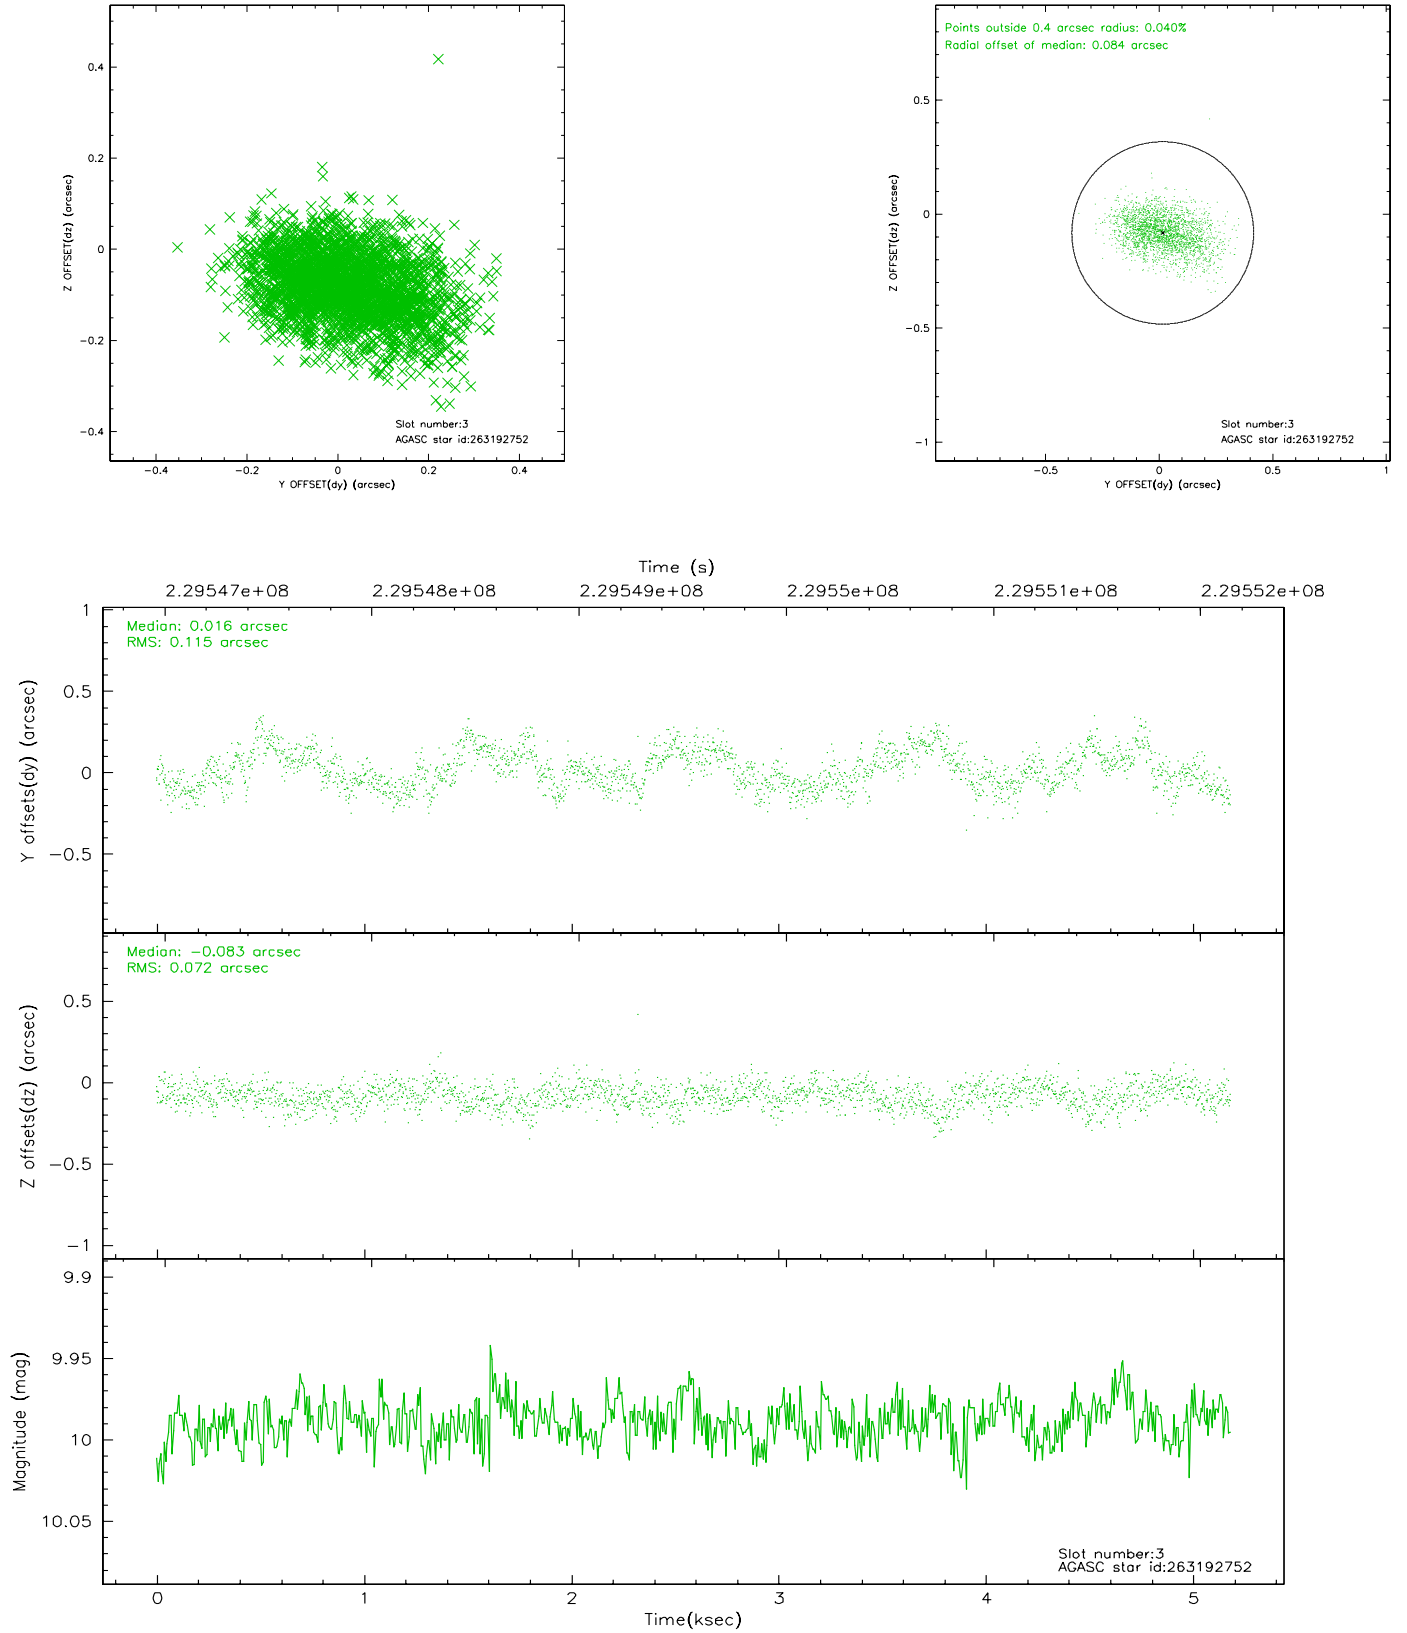 0.4
0.2
0
−0.2
−0.4
Z OFFSET(dz) (arcsec)
Slot number:3
AGASC star id:263192752
−0.4 −0.2 0 0.2 0.4
Y OFFSET(dy) (arcsec)
Points outside 0.4 arcsec radius: 0.040%
Radial offset of median: 0.084 arcsec
0.5
0
−0.5
−1
Z OFFSET(dz) (arcsec)
Slot number:3
AGASC star id:263192752
−0.5 0 0.5 1
Y OFFSET(dy) (arcsec)
Time (s)
2.29547e+08 2.29548e+08 2.29549e+08 2.2955e+08 2.29551e+08 2.29552e+08
Median: 0.016 arcsec
RMS: 0.115 arcsec
1
0.5
0
−0.5
Y offsets(dy) (arcsec)
Median: −0.083 arcsec
RMS: 0.072 arcsec
0.5
0
−0.5
−1
Z offsets(dz) (arcsec)
9.9
9.95
10
10.05
Magnitude (mag)
Slot number:3
AGASC star id:263192752
0 1 2 3 4 5
Time(ksec)